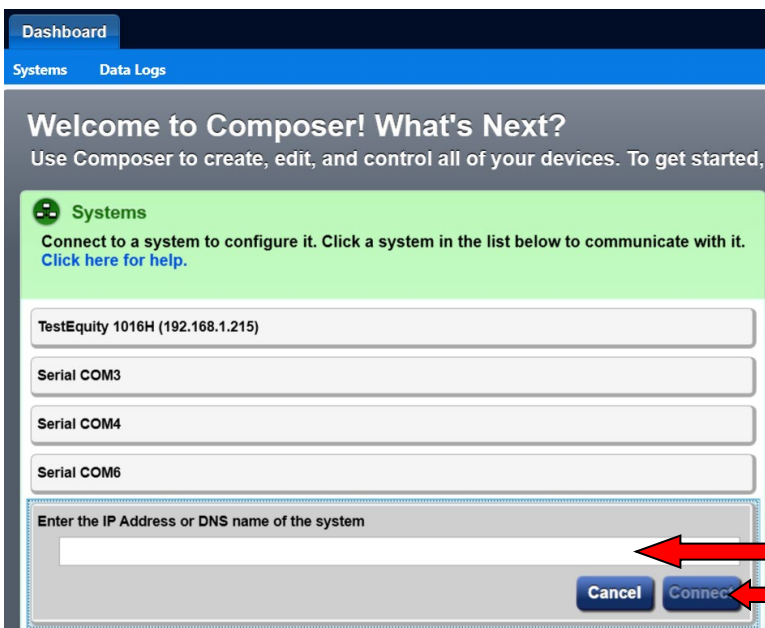 Dashboard
Systems Data Logs
Welcome to Composer! What's Next?
Use Composer to create, edit, and control all of your devices. To get started,
Systems
Connect to a system to configure it. Click a system in the list below to communicate with it.
Click here for help.
TestEquity 1016H (192.168.1.215)
Serial COM3
Serial COM4
Serial COM6
Enter the IP Address or DNS name of the system
Cancel Connect